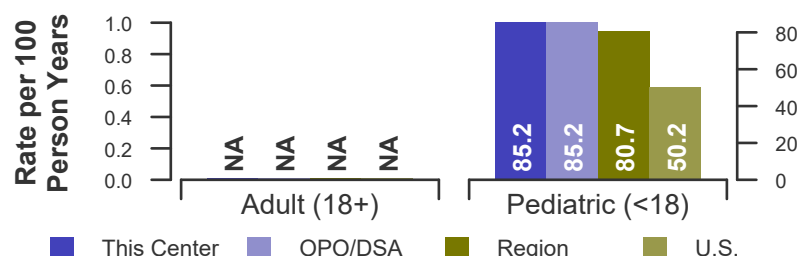 Rate per 100
Person Years
1.0
0.8
0.6
0.4
0.2
0.0
NA NA NA NA
85.2 85.2 80.7 50.2
80
60
40
20
0
Adult (18+) Pediatric (<18)
This Center OPO/DSA Region U.S.